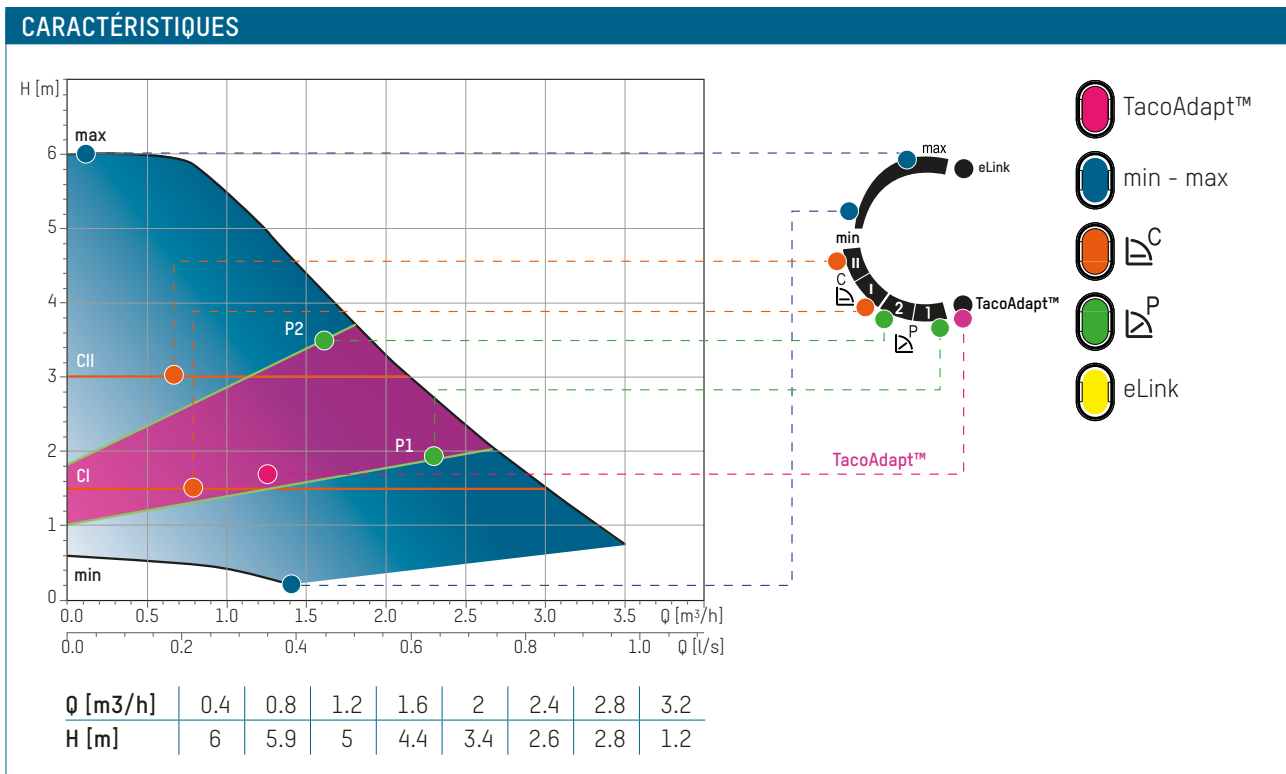 CARACTÉRISTIQUES
H [m]
max
6
5
4
3
2
1
0
P2
CII
P1
CI
min
0.0 0.5 1.0 1.5 2.0 2.5 3.0 3.5 Q [m³/h]
0.0 0.2 0.4 0.6 0.8 1.0 Q [l/s]
max
eLink
min
II
C
I
2
1
P
TacoAdapt™
TacoAdapt™
TacoAdapt™
min - max
C
P
eLink
Q [m3/h] 0.4 0.8 1.2 1.6 2 2.4 2.8 3.2
H [m] 6 5.9 5 4.4 3.4 2.6 2.8 1.2